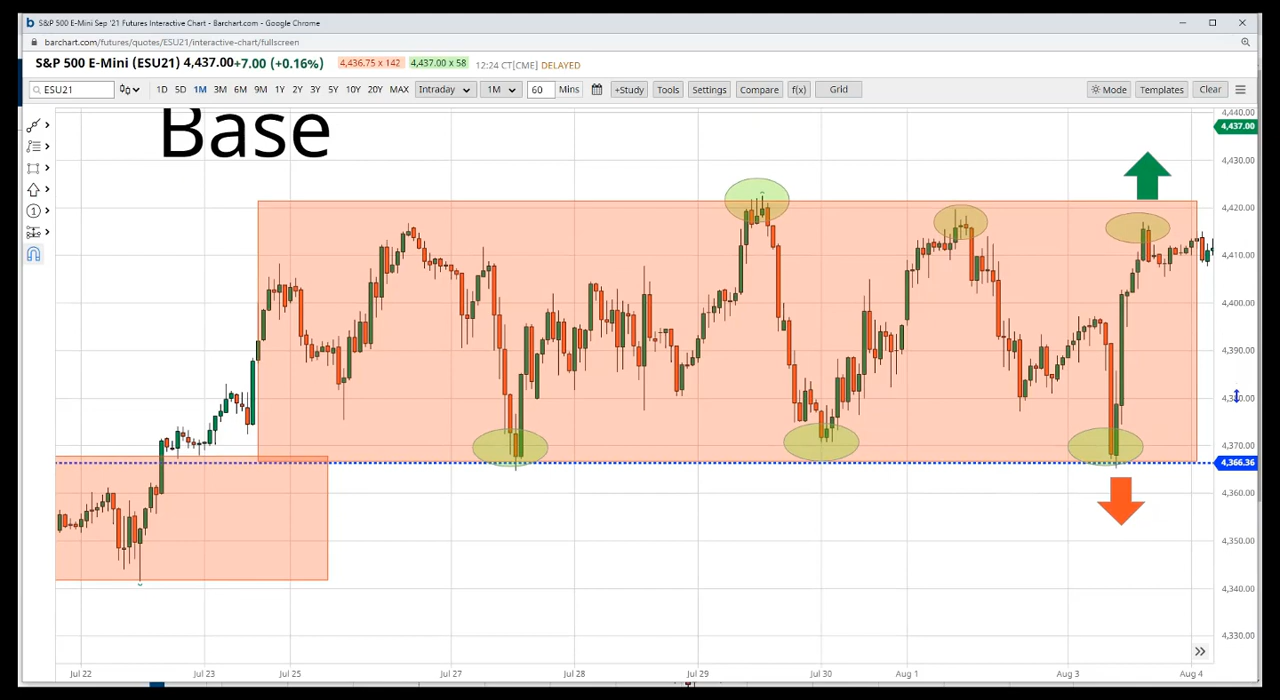 S&P 500 E-Mini Sep '21 Futures Interactive Chart - Barchart.com - Google Chrome
barchart.com/futures/quotes/ESU21/interactive-chart/fullscreen
S&P 500 E-Mini (ESU21) 4,437.00 +7.00 (+0.16%) 4,436.75 x 142 4,437.00 x 58 12:24 CT [CME] DELAYED
ESU21 1D 5D 1M 3M 6M 9M 1Y 2Y 3Y 5Y 10Y 20Y MAX Intraday 1M 60 Mins +Study Tools Settings Compare f(x) Grid Mode Templates Clear
Base
4,440.00
4,437.00
4,430.00
4,420.00
4,410.00
4,400.00
4,390.00
4,370.00
4,366.36
4,360.00
4,350.00
4,340.00
4,330.00
1
Jul 22 Jul 23 Jul 25 Jul 27 Jul 28 Jul 29 Jul 30 Aug 1 Aug 3 Aug 4